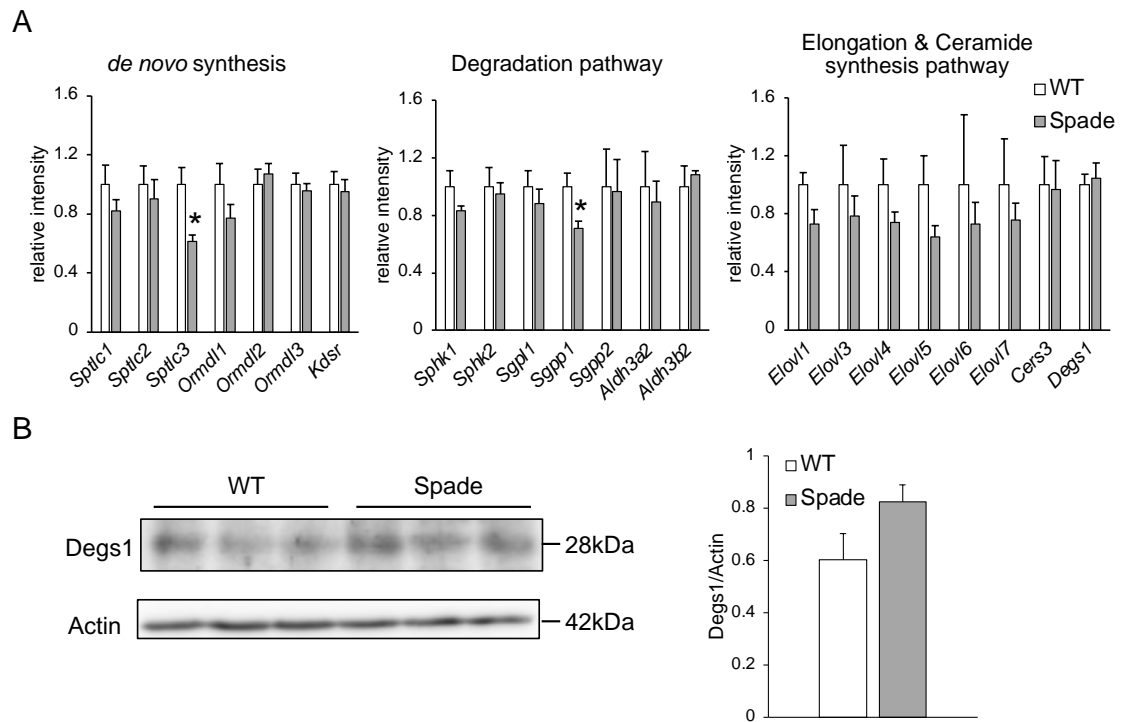 A
de novo synthesis
relative intensity
1.6
1.2
0.8
0.4
0
*
Sptlc1
Sptlc2
Sptlc3
Ormdl1
Ormdl2
Ormdl3
Kdsr
Degradation pathway
relative intensity
1.6
1.2
0.8
0.4
0
*
Sphk1
Sphk2
Sgpl1
Sgpp1
Sgpp2
Aldh3a2
Aldh3b2
Elongation & Ceramide
synthesis pathway
WT
Spade
relative intensity
1.6
1.2
0.8
0.4
0
Elovl1
Elovl3
Elovl4
Elovl5
Elovl6
Elovl7
Cers3
Degs1
B
WT
Spade
Degs1
28kDa
Actin
42kDa
WT
Spade
Degs1/Actin
1
0.8
0.6
0.4
0.2
0